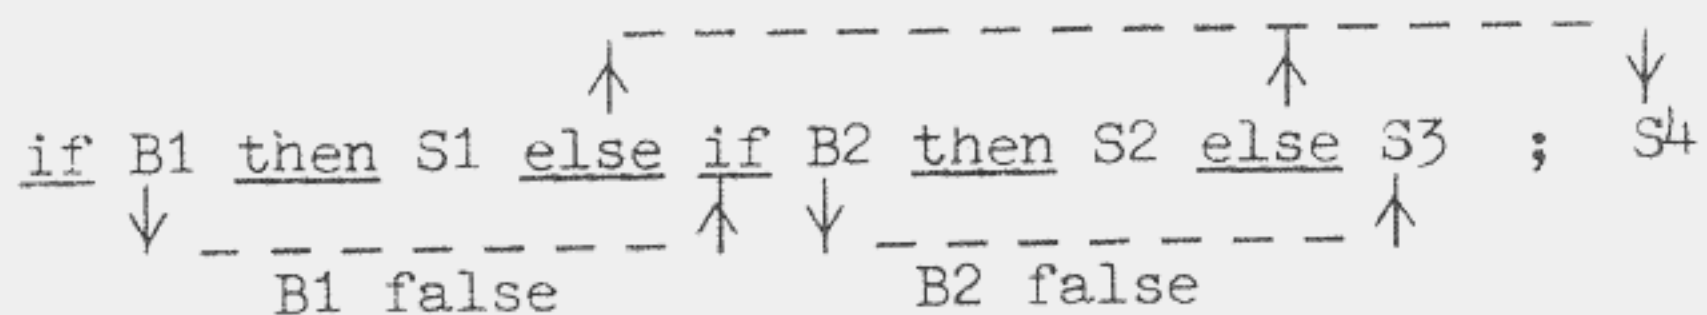 if B1 then S1 else if B2 then S2 else S3 ; S4
B1 false B2 false